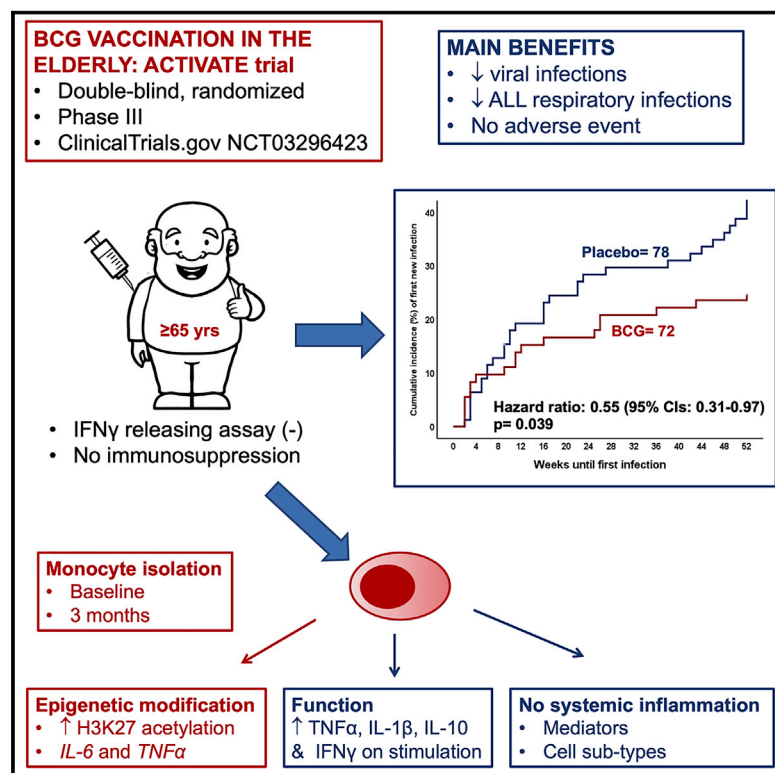 BCG VACCINATION IN THE
ELDERLY: ACTIVATE trial
• Double-blind, randomized
• Phase III
• ClinicalTrials.gov NCT03296423
MAIN BENEFITS
• ↓ viral infections
• ↓ ALL respiratory infections
• No adverse event
≥65 yrs
• IFNγ releasing assay (-)
• No immunosuppression
Cumulative incidence (%) of first new infection
40
30
20
10
0
Placebo= 78
BCG= 72
Hazard ratio: 0.55 (95% CIs: 0.31-0.97)
p= 0.039
0 4 8 12 16 20 24 28 32 36 40 44 48 52
Weeks until first infection
Monocyte isolation
• Baseline
• 3 months
Epigenetic modification
• ↑ H3K27 acetylation
• IL-6 and TNFα
Function
↑ TNFα, IL-1β, IL-10
& IFNγ on stimulation
No systemic inflammation
• Mediators
• Cell sub-types